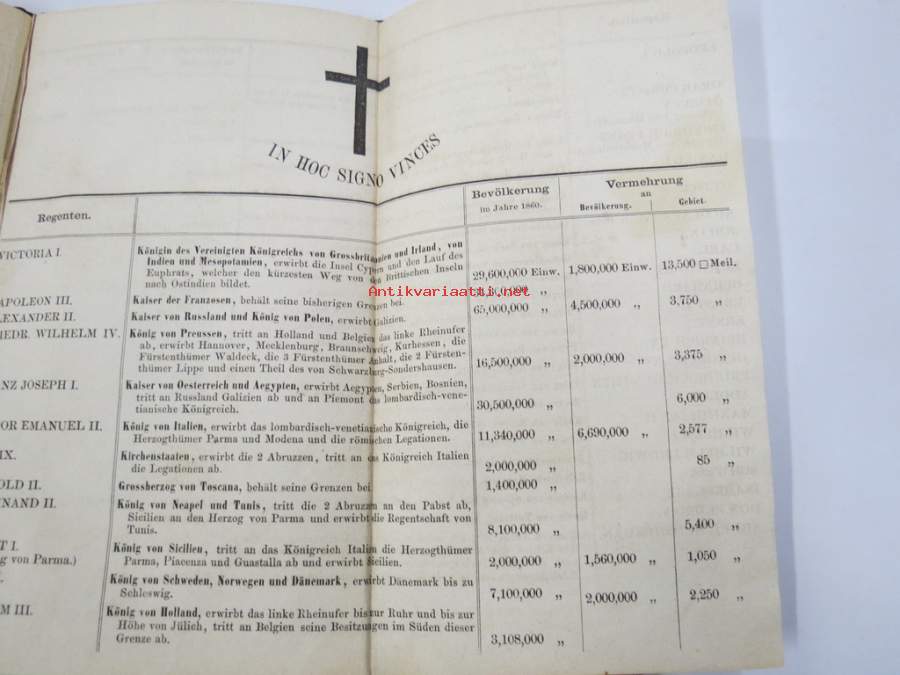 IN HOC SIGNO VINCES
Regenten.
Bevölkerung
im Jahre 1860.
Vermehrung
an
Bevölkerung.
Gebiet.
VICTORIA I
Königin des Vereinigten Königreichs von Grossbritannien und Irland, von
Indien und Mesopotamien, erwirbt die Insel Cypern und den Lauf des
Euphrats, welcher den kürzesten Weg von den Brittischen Inseln
nach Ostindien bildet.
29,600,000 Einw.
1,800,000 Einw.
13,500 □ Meil.
APOLEON III.
Kaiser der Franzosen, behält seine bisherigen Grenzen bei.
Antikvariaatti.net
LEXANDER II.
Kaiser von Russland und König von Polen, erwirbt Galizien.
65,000,000 „
4,500,000 „
3,750 „
IEDR. WILHELM IV.
König von Preussen, tritt an Holland und Belgien das linke Rheinufer
ab, erwirbt Hannover, Mecklenburg, Braunschweig, Kurhessen, die
Fürstenthümer Waldeck, die 3 Fürstenthümer Anhalt, die 2 Fürsten-
thümer Lippe und einen Theil des von Schwarzburg-Sondershausen.
16,500,000 „
2,000,000 „
3,375 „
NZ JOSEPH I.
Kaiser von Oesterreich und Aegypten, erwirbt Aegypten, Serbien, Bosnien,
tritt an Russland Galizien ab und an Piemont das lombardisch-vene-
tianische Königreich.
30,500,000 „
6,000 „
OR EMANUEL II.
König von Italien, erwirbt das lombardisch-venetianische Königreich, die
Herzogthümer Parma und Modena und die römischen Legationen.
11,340,000 „
6,690,000 „
2,577 „
IX.
Kirchenstaaten, erwirbt die 2 Abruzzen, tritt an das Königreich Italien
die Legationen ab.
2,000,000 „
85 „
OLD II.
Grossherzog von Toscana, behält seine Grenzen bei
1,400,000 „
NAND II.
König von Neapel und Tunis, tritt die 2 Abruzzen an den Pabst ab,
Sicilien an den Herzog von Parma und erwirbt die Regentschaft von
Tunis.
8,100,000 „
5,400 „
T I.
g von Parma.)
König von Sicilien, tritt an das Königreich Italien die Herzogthümer
Parma, Piacenza und Guastalla ab und erwirbt Sicilien.
2,000,000 „
1,560,000 „
1,050 „
König von Schweden, Norwegen und Dänemark, erwirbt Dänemark bis zu
Schleswig.
7,100,000 „
2,000,000 „
2,250 „
M III.
König von Holland, erwirbt das linke Rheinufer bis zur Ruhr und bis zur
Höhe von Jülich, tritt an Belgien seine Besitzungen im Süden dieser
Grenze ab.
3,108,000 „